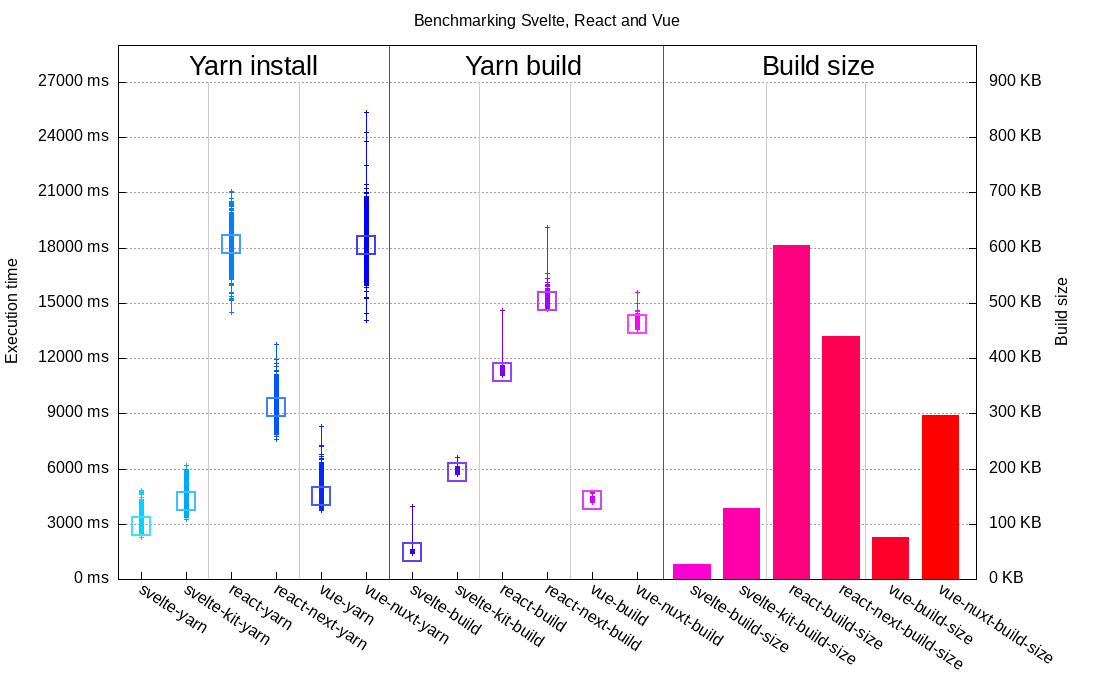 Benchmarking Svelte, React and Vue
Yarn install
Yarn build
Build size
27000 ms
24000 ms
21000 ms
18000 ms
15000 ms
12000 ms
9000 ms
6000 ms
3000 ms
0 ms
Execution time
900 KB
800 KB
700 KB
600 KB
500 KB
400 KB
300 KB
200 KB
100 KB
0 KB
Build size
svelte-yarn
svelte-kit-yarn
react-yarn
react-next-yarn
vue-yarn
vue-nuxt-yarn
svelte-build
svelte-kit-build
react-build
react-next-build
vue-build
vue-nuxt-build
svelte-build-size
svelte-kit-build-size
react-build-size
react-next-build-size
vue-build-size
vue-nuxt-build-size